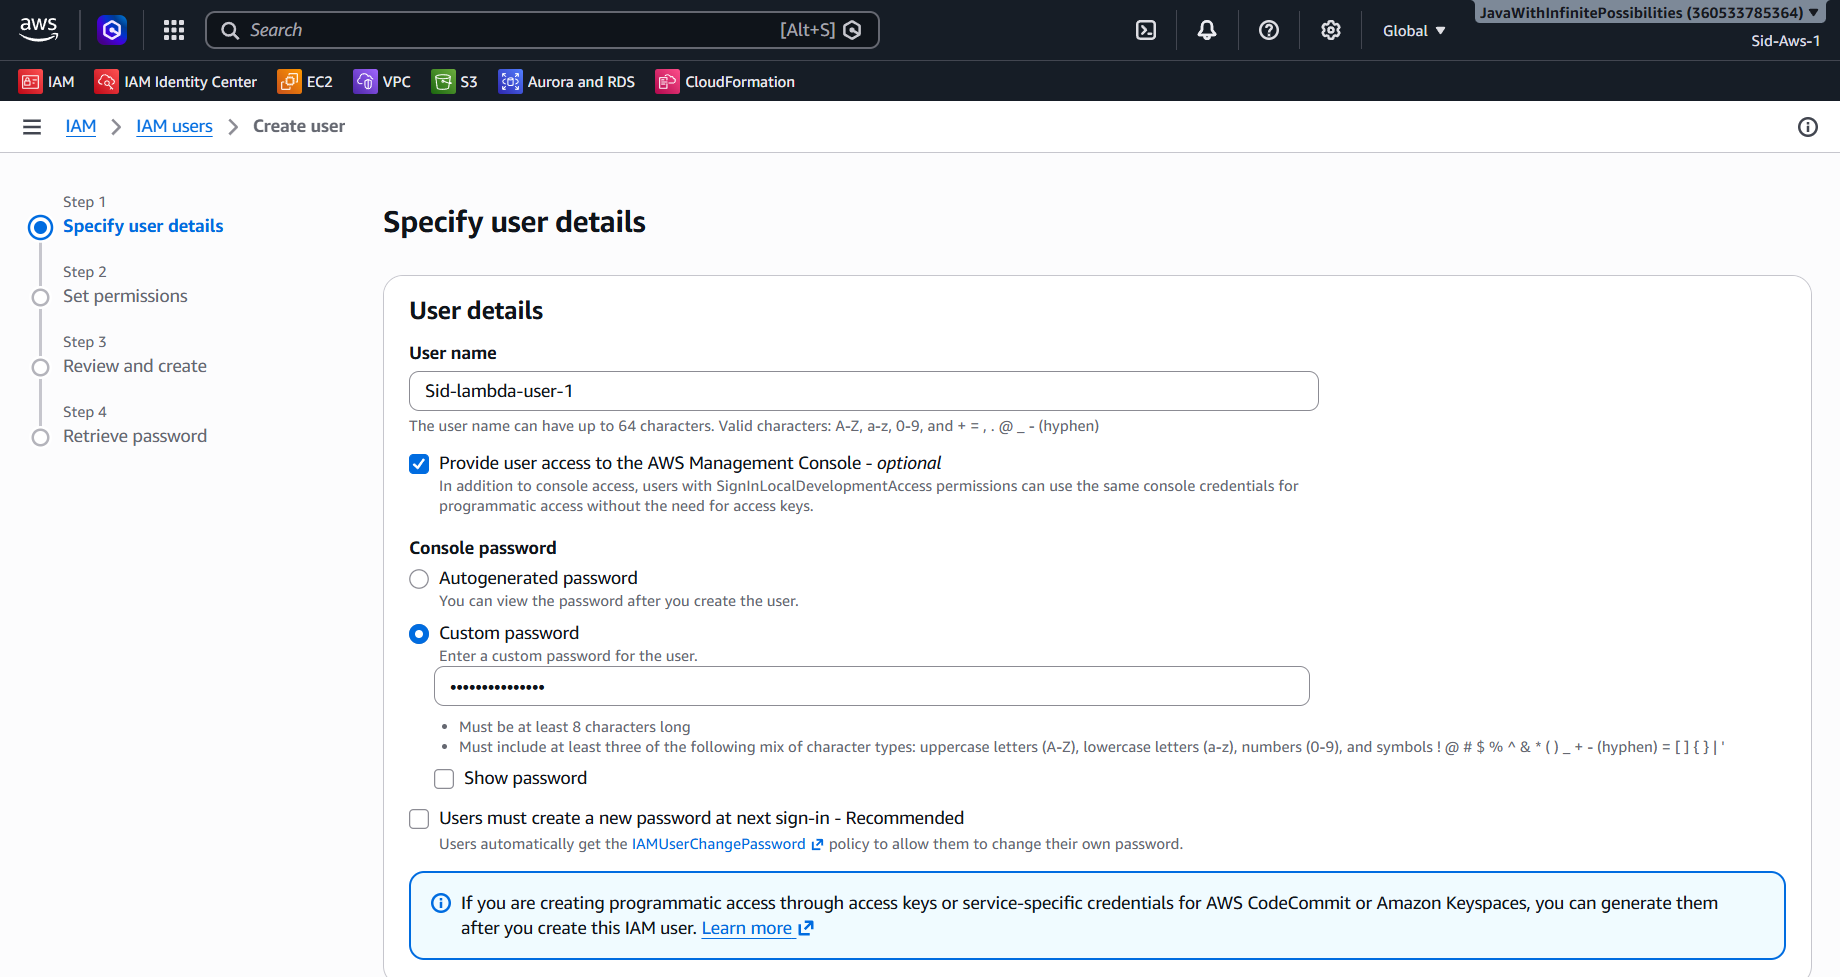 aws
Search
[Alt+S]
Global
JavaWithInfinitePossibilities (360533785364)
Sid-Aws-1
IAM
IAM Identity Center
EC2
VPC
S3
Aurora and RDS
CloudFormation
IAM
IAM users
Create user
Step 1
Specify user details
Step 2
Set permissions
Step 3
Review and create
Step 4
Retrieve password
Specify user details
User details
User name
Sid-lambda-user-1
The user name can have up to 64 characters. Valid characters: A-Z, a-z, 0-9, and + = , . @ _ - (hyphen)
Provide user access to the AWS Management Console - optional
In addition to console access, users with SignInLocalDevelopmentAccess permissions can use the same console credentials for
programmatic access without the need for access keys.
Console password
Autogenerated password
You can view the password after you create the user.
Custom password
Enter a custom password for the user.
•••••••••••••••
• Must be at least 8 characters long
• Must include at least three of the following mix of character types: uppercase letters (A-Z), lowercase letters (a-z), numbers (0-9), and symbols ! @ # $ % ^ & * ( ) _ + - (hyphen) = [ ] { } | '
Show password
Users must create a new password at next sign-in - Recommended
Users automatically get the IAMUserChangePassword policy to allow them to change their own password.
If you are creating programmatic access through access keys or service-specific credentials for AWS CodeCommit or Amazon Keyspaces, you can generate them
after you create this IAM user. Learn more